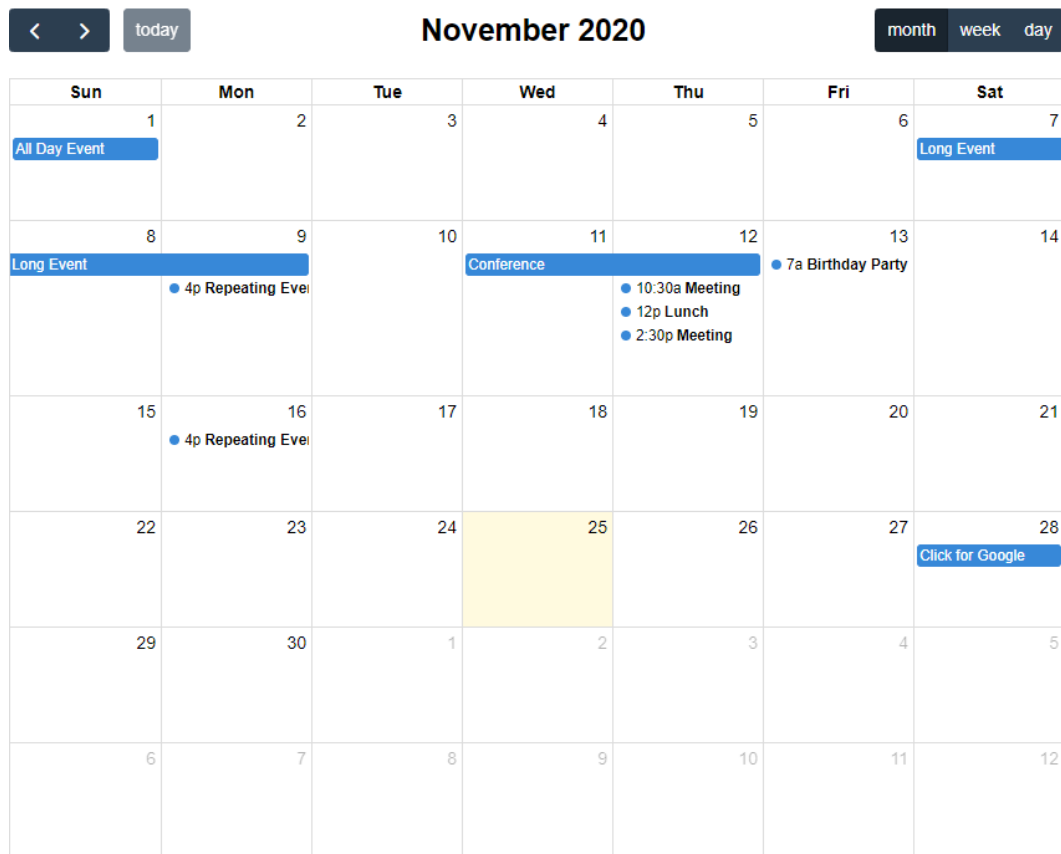 < > today November 2020 month week day
Sun Mon Tue Wed Thu Fri Sat
1 2 3 4 5 6 7
All Day Event Long Event
8 9 10 11 12 13 14
Long Event Conference 7a Birthday Party
4p Repeating Eve 10:30a Meeting
12p Lunch
2:30p Meeting
15 16 17 18 19 20 21
4p Repeating Eve
22 23 24 25 26 27 28
Click for Google
29 30 1 2 3 4 5
6 7 8 9 10 11 12